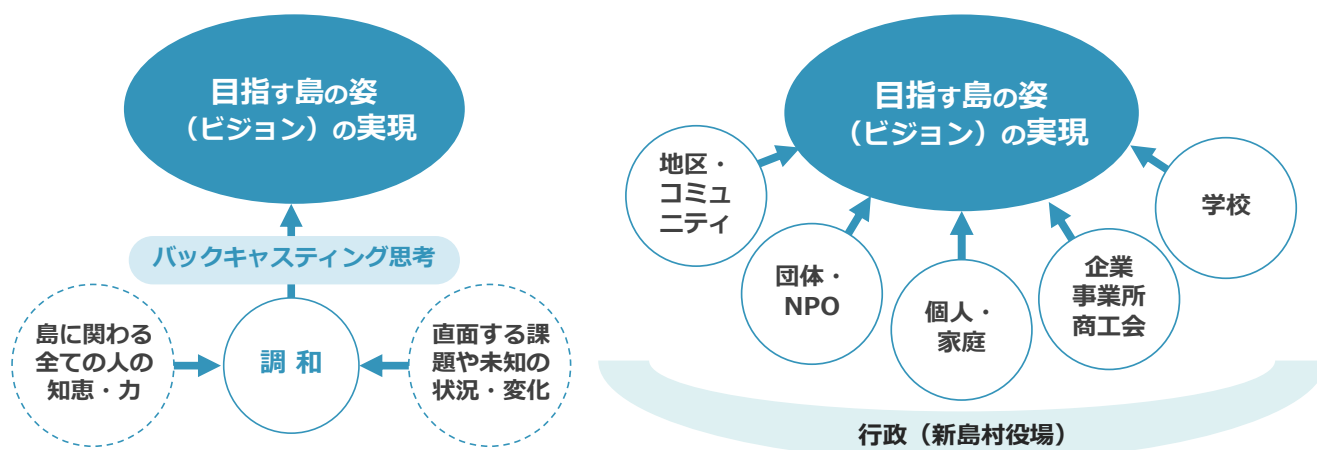 目指す島の姿
（ビジョン）の実現
バックキャスティング思考
島に関わる
全ての人の
知恵・力
調 和
直面する課
題や未知の
状況・変化
目指す島の姿
（ビジョン）の実現
地区・
コミュ
ニティ
団体・
NPO
個人・
家庭
企業
事業所
商工会
学校
行政（新島村役場）